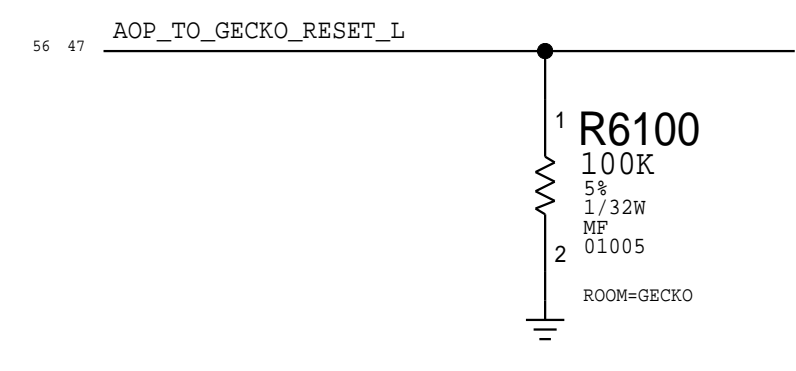 AOP_TO_GECKO_RESET_L
56 47
1
R6100
100K
5%
1/32W
MF
01005
2
ROOM=GECKO